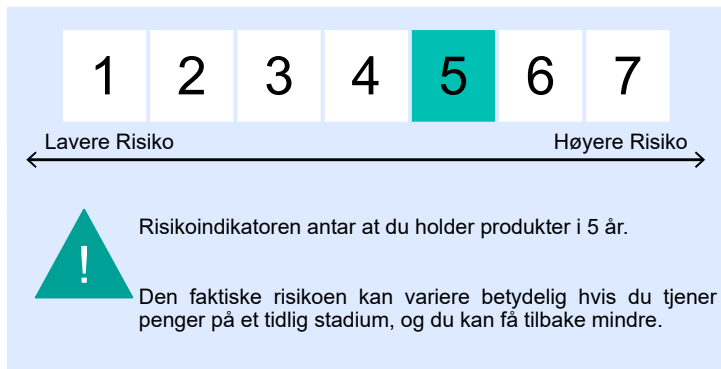 1 2 3 4 5 6 7
Lavere Risiko Høyere Risiko
Risikoindikatoren antar at du holder produkter i 5 år.
!
Den faktiske risikoen kan variere betydelig hvis du tjener
penger på et tidlig stadium, og du kan få tilbake mindre.